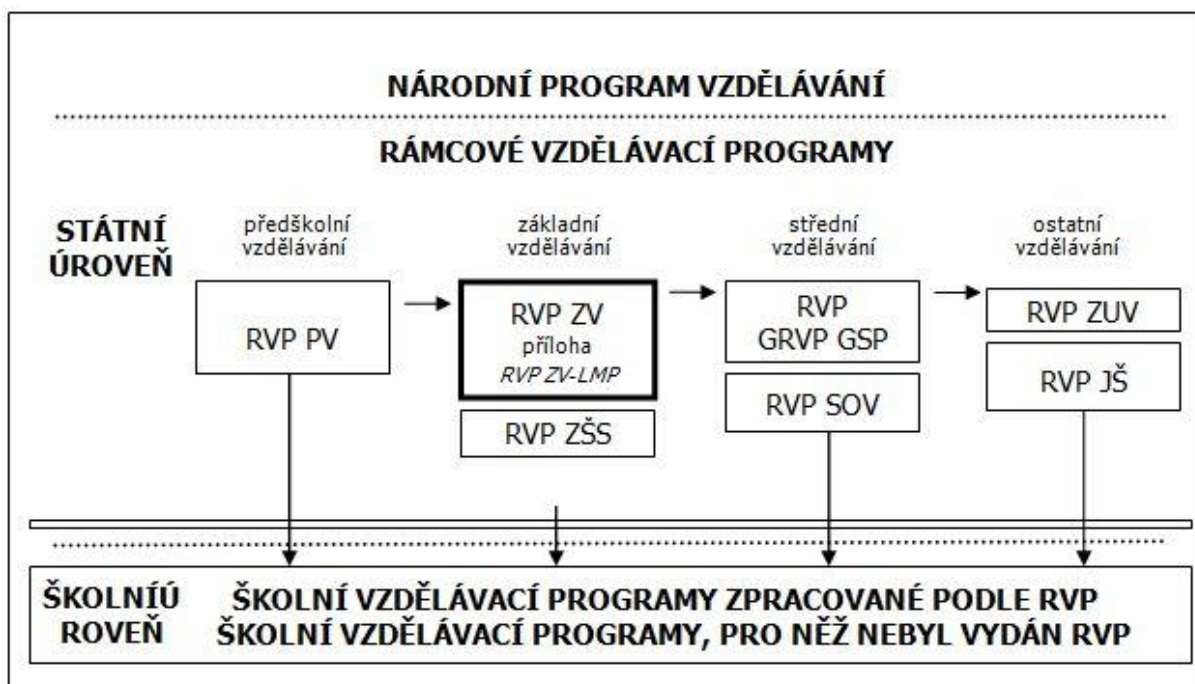 NÁRODNÍ PROGRAM VZDĚLÁVÁNÍ
RÁMCOVÉ VZDĚLÁVACÍ PROGRAMY
STÁTNÍ
ÚROVEŇ
předškolní
vzdělávání
základní
vzdělávání
střední
vzdělávání
ostatní
vzdělávání
RVP PV
RVP ZV
příloha
RVP ZV-LMP
RVP ZŠS
RVP
GRVP GSP
RVP SOV
RVP ZUV
RVP JŠ
ŠKOLNÍÚ
ROVEŇ
ŠKOLNÍ VZDĚLÁVACÍ PROGRAMY ZPRACOVANÉ PODLE RVP
ŠKOLNÍ VZDĚLÁVACÍ PROGRAMY, PRO NĚŽ NEBYL VYDÁN RVP